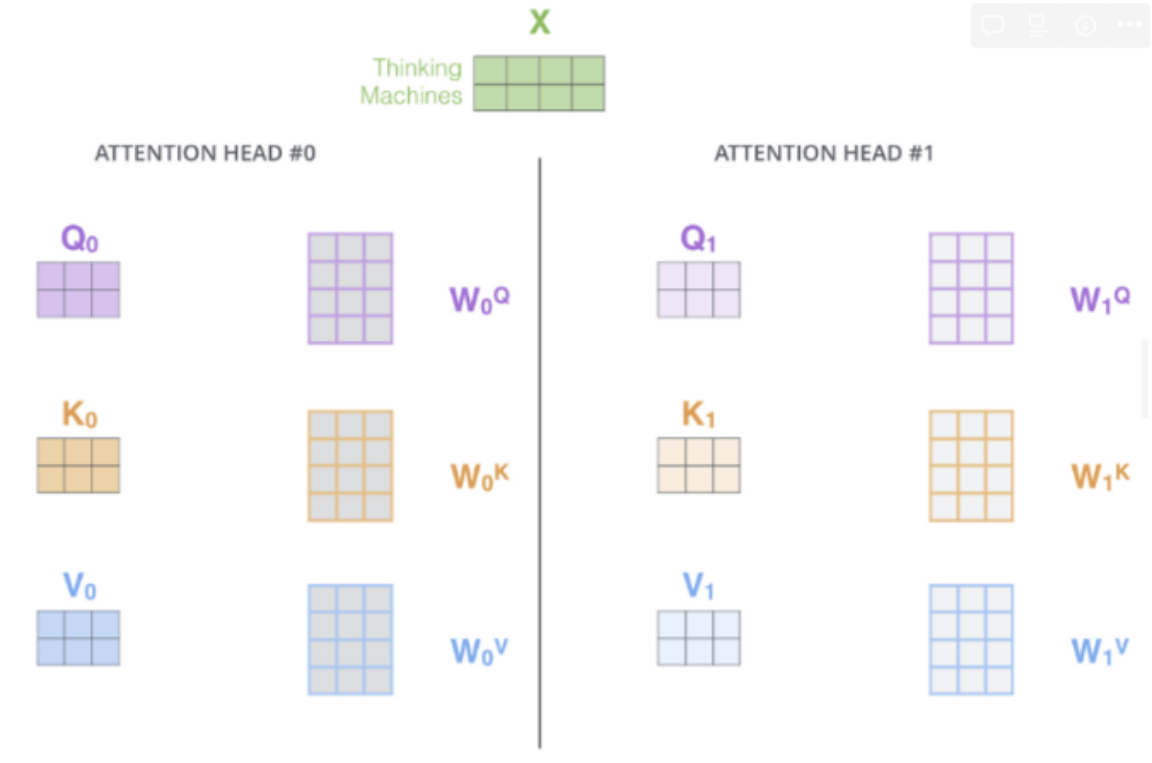 X
Thinking
Machines
ATTENTION HEAD #0
ATTENTION HEAD #1
Q₀
W₀Q
Q₁
W₁Q
K₀
W₀K
K₁
W₁K
V₀
W₀V
V₁
W₁V